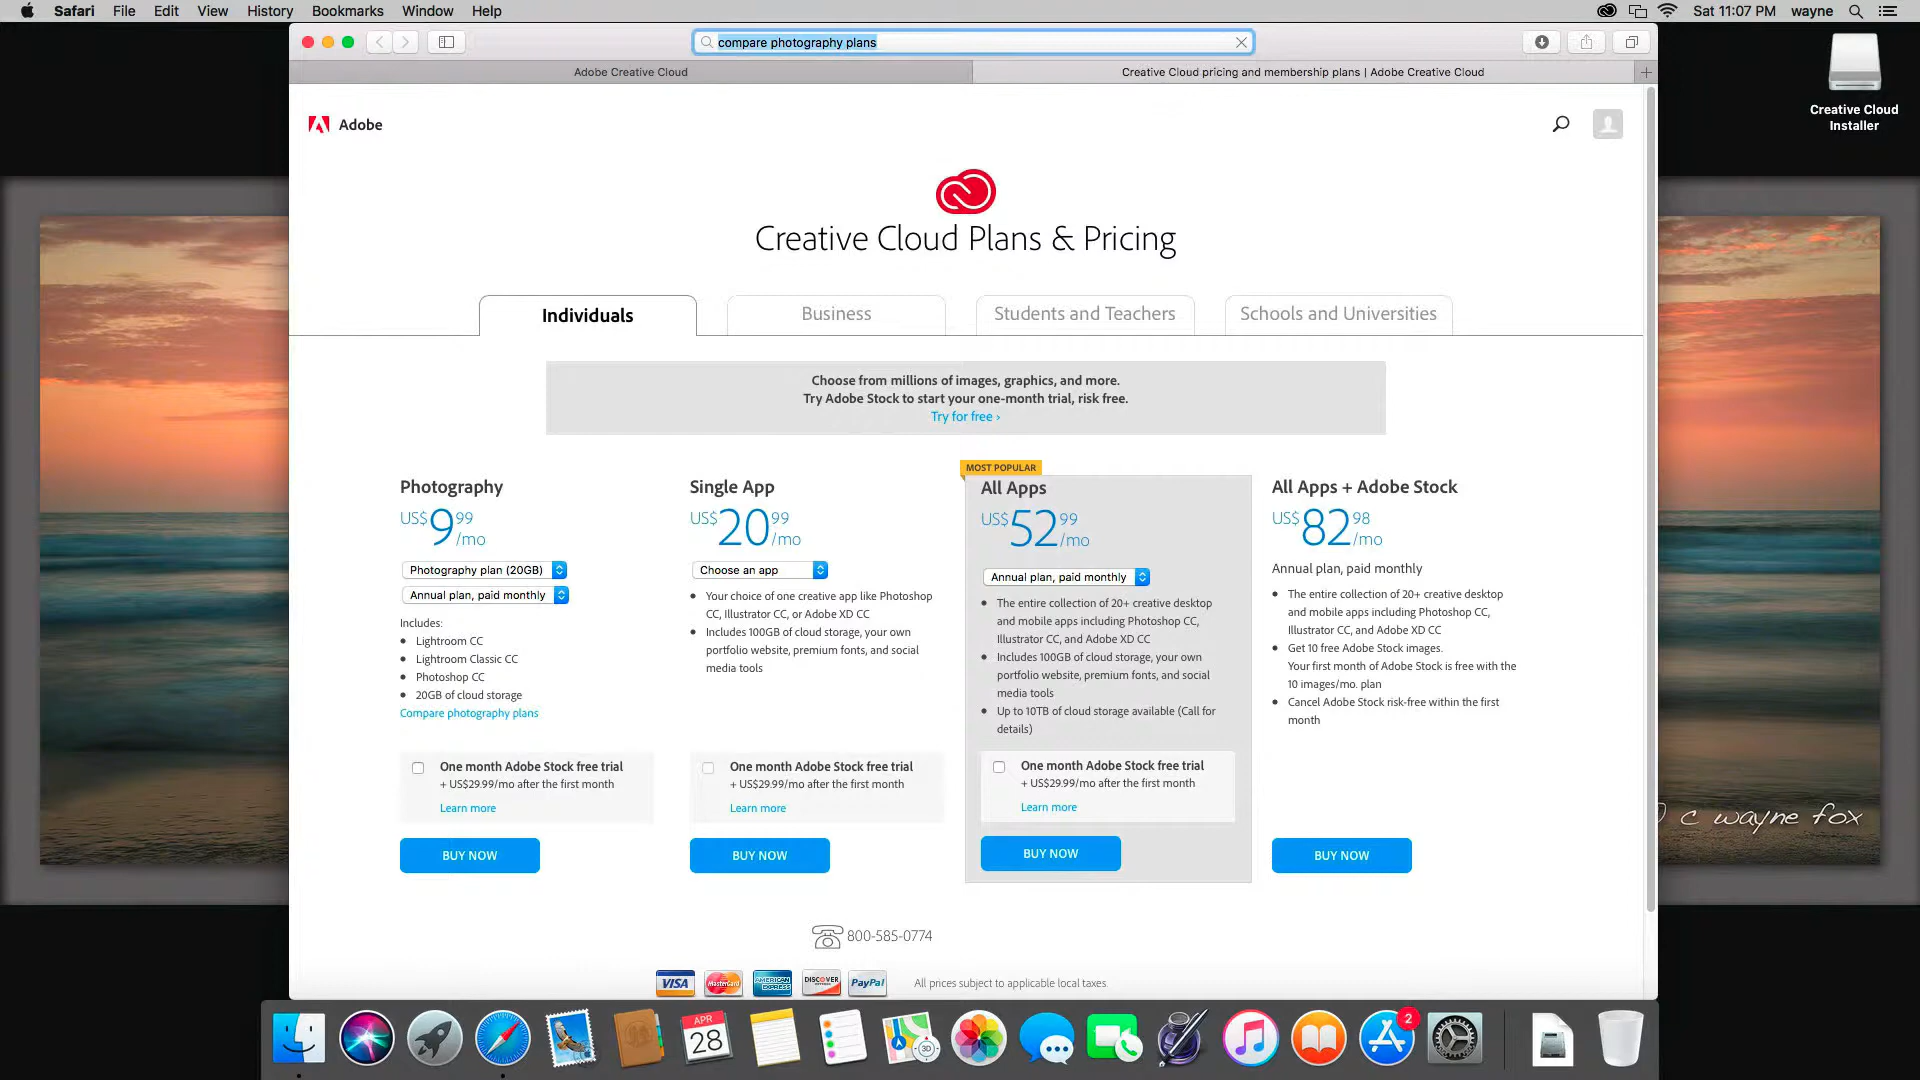 Safari File Edit View History Bookmarks Window Help
Sat 11:07 PM wayne
compare photography plans
Adobe Creative Cloud
Creative Cloud pricing and membership plans | Adobe Creative Cloud
Creative Cloud
Installer
Adobe
Creative Cloud Plans & Pricing
Individuals
Business
Students and Teachers
Schools and Universities
Choose from millions of images, graphics, and more.
Try Adobe Stock to start your one-month trial, risk free.
Try for free ›
Photography
US$9 99/mo
Photography plan (20GB)
Annual plan, paid monthly
Includes:
• Lightroom CC
• Lightroom Classic CC
• Photoshop CC
• 20GB of cloud storage
Compare photography plans
One month Adobe Stock free trial
+ US$29.99/mo after the first month
Learn more
BUY NOW
Single App
US$20 99/mo
Choose an app
• Your choice of one creative app like Photoshop
CC, Illustrator CC, or Adobe XD CC
• Includes 100GB of cloud storage, your own
portfolio website, premium fonts, and social
media tools
One month Adobe Stock free trial
+ US$29.99/mo after the first month
Learn more
BUY NOW
MOST POPULAR
All Apps
US$52 99/mo
Annual plan, paid monthly
• The entire collection of 20+ creative desktop
and mobile apps including Photoshop CC,
Illustrator CC, and Adobe XD CC
• Includes 100GB of cloud storage, your own
portfolio website, premium fonts, and social
media tools
• Up to 10TB of cloud storage available (Call for
details)
One month Adobe Stock free trial
+ US$29.99/mo after the first month
Learn more
BUY NOW
All Apps + Adobe Stock
US$82 98/mo
Annual plan, paid monthly
• The entire collection of 20+ creative desktop
and mobile apps including Photoshop CC,
Illustrator CC, and Adobe XD CC
• Get 10 free Adobe Stock images.
Your first month of Adobe Stock is free with the
10 images/mo. plan
• Cancel Adobe Stock risk-free within the first
month
BUY NOW
c wayne fox
800-585-0774
VISA MasterCard AMERICAN EXPRESS DISCOVER PayPal
All prices subject to applicable local taxes.
APR
28
3D
2